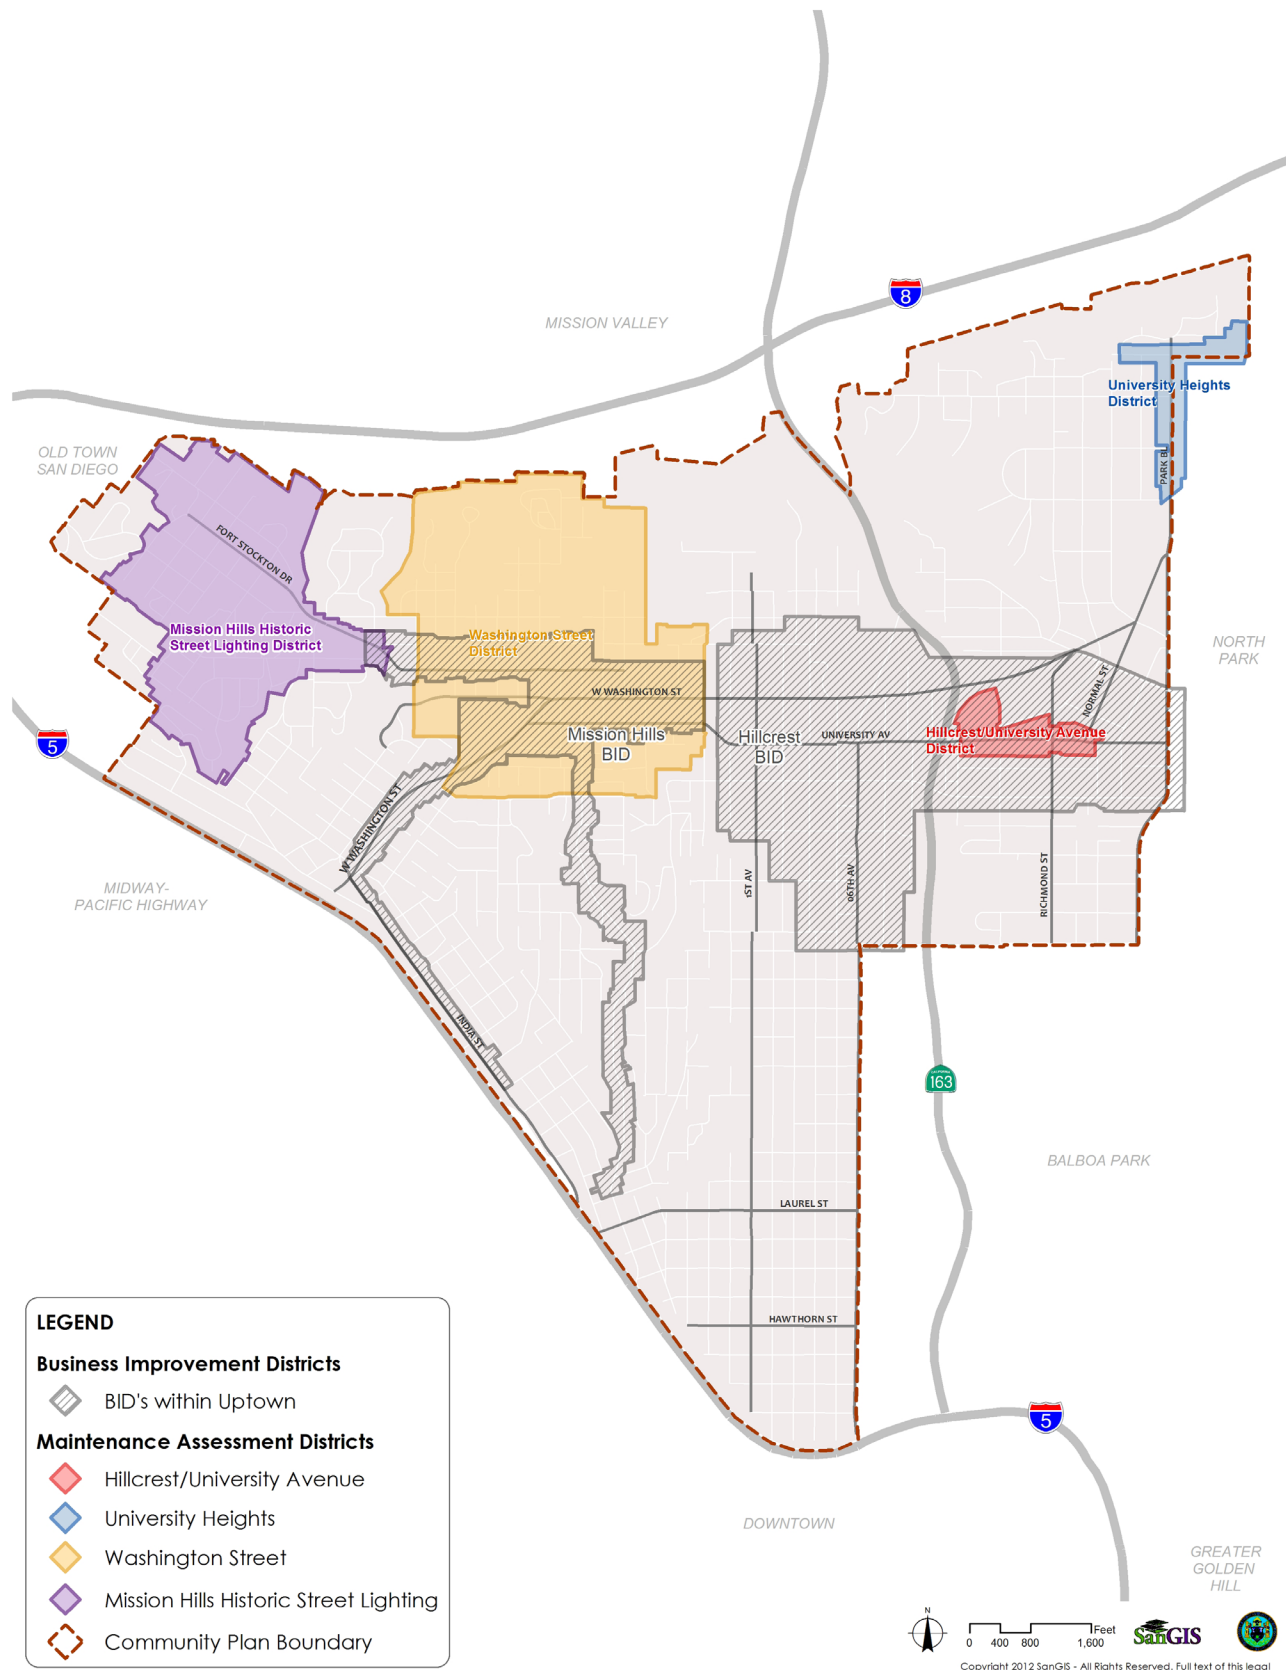 8
MISSION VALLEY
University Heights
District
OLD TOWN
SAN DIEGO
PARK BL
FORT STOCKTON DR
Mission Hills Historic
Street Lighting District
Washington Street
District
NORTH
PARK
NORMAL ST
W WASHINGTON ST
5
Mission Hills
BID
Hillcrest
BID
UNIVERSITY AV
Hillcrest/University Avenue
District
W WASHINGTON ST
MIDWAY-
PACIFIC HIGHWAY
1ST AV
06TH AV
RICHMOND ST
INDIA ST
CALIFORNIA
163
BALBOA PARK
LAUREL ST
HAWTHORN ST
5
DOWNTOWN
GREATER
GOLDEN
HILL
LEGEND
Business Improvement Districts
BID's within Uptown
Maintenance Assessment Districts
Hillcrest/University Avenue
University Heights
Washington Street
Mission Hills Historic Street Lighting
Community Plan Boundary
N
0 400 800 1,600 Feet
SanGIS
Copyright 2012 SanGIS - All Rights Reserved. Full text of this legal